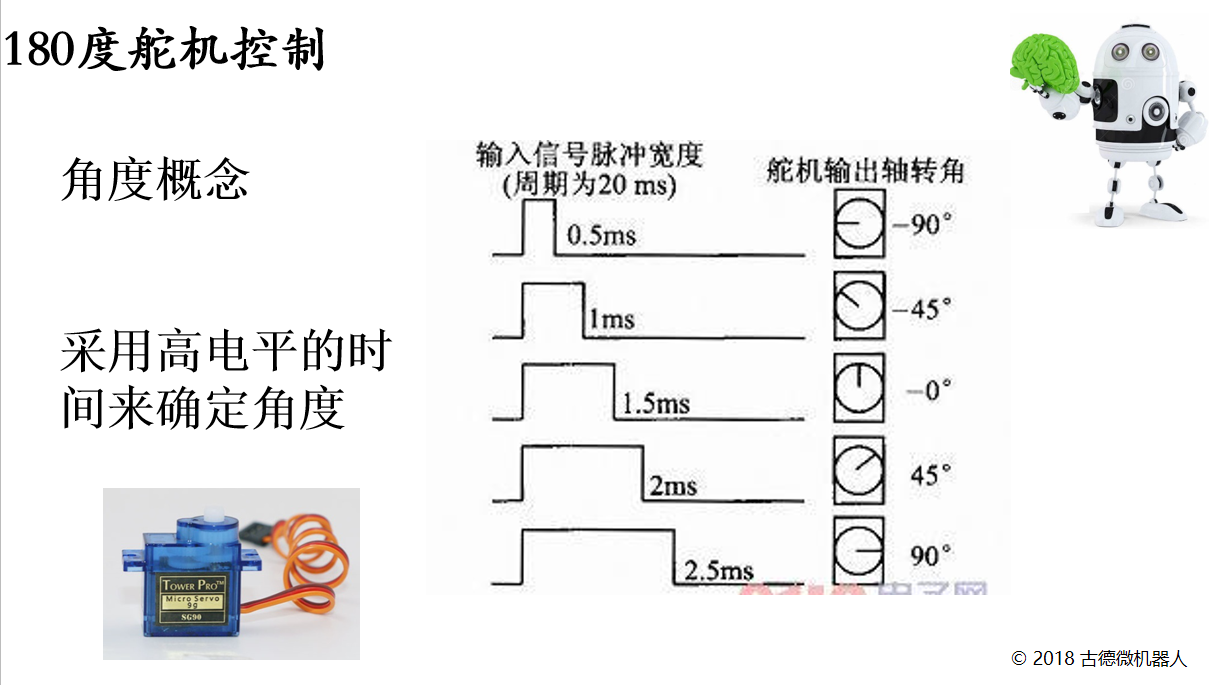 180度舵机控制
角度概念
采用高电平的时
间来确定角度
输入信号脉冲宽度
(周期为20 ms)
舵机输出轴转角
0.5ms
−90°
1ms
−45°
1.5ms
−0°
2ms
45°
2.5ms
90°
TOWER PRO™
Micro Servo
9g
SG90
© 2018 古德微机器人